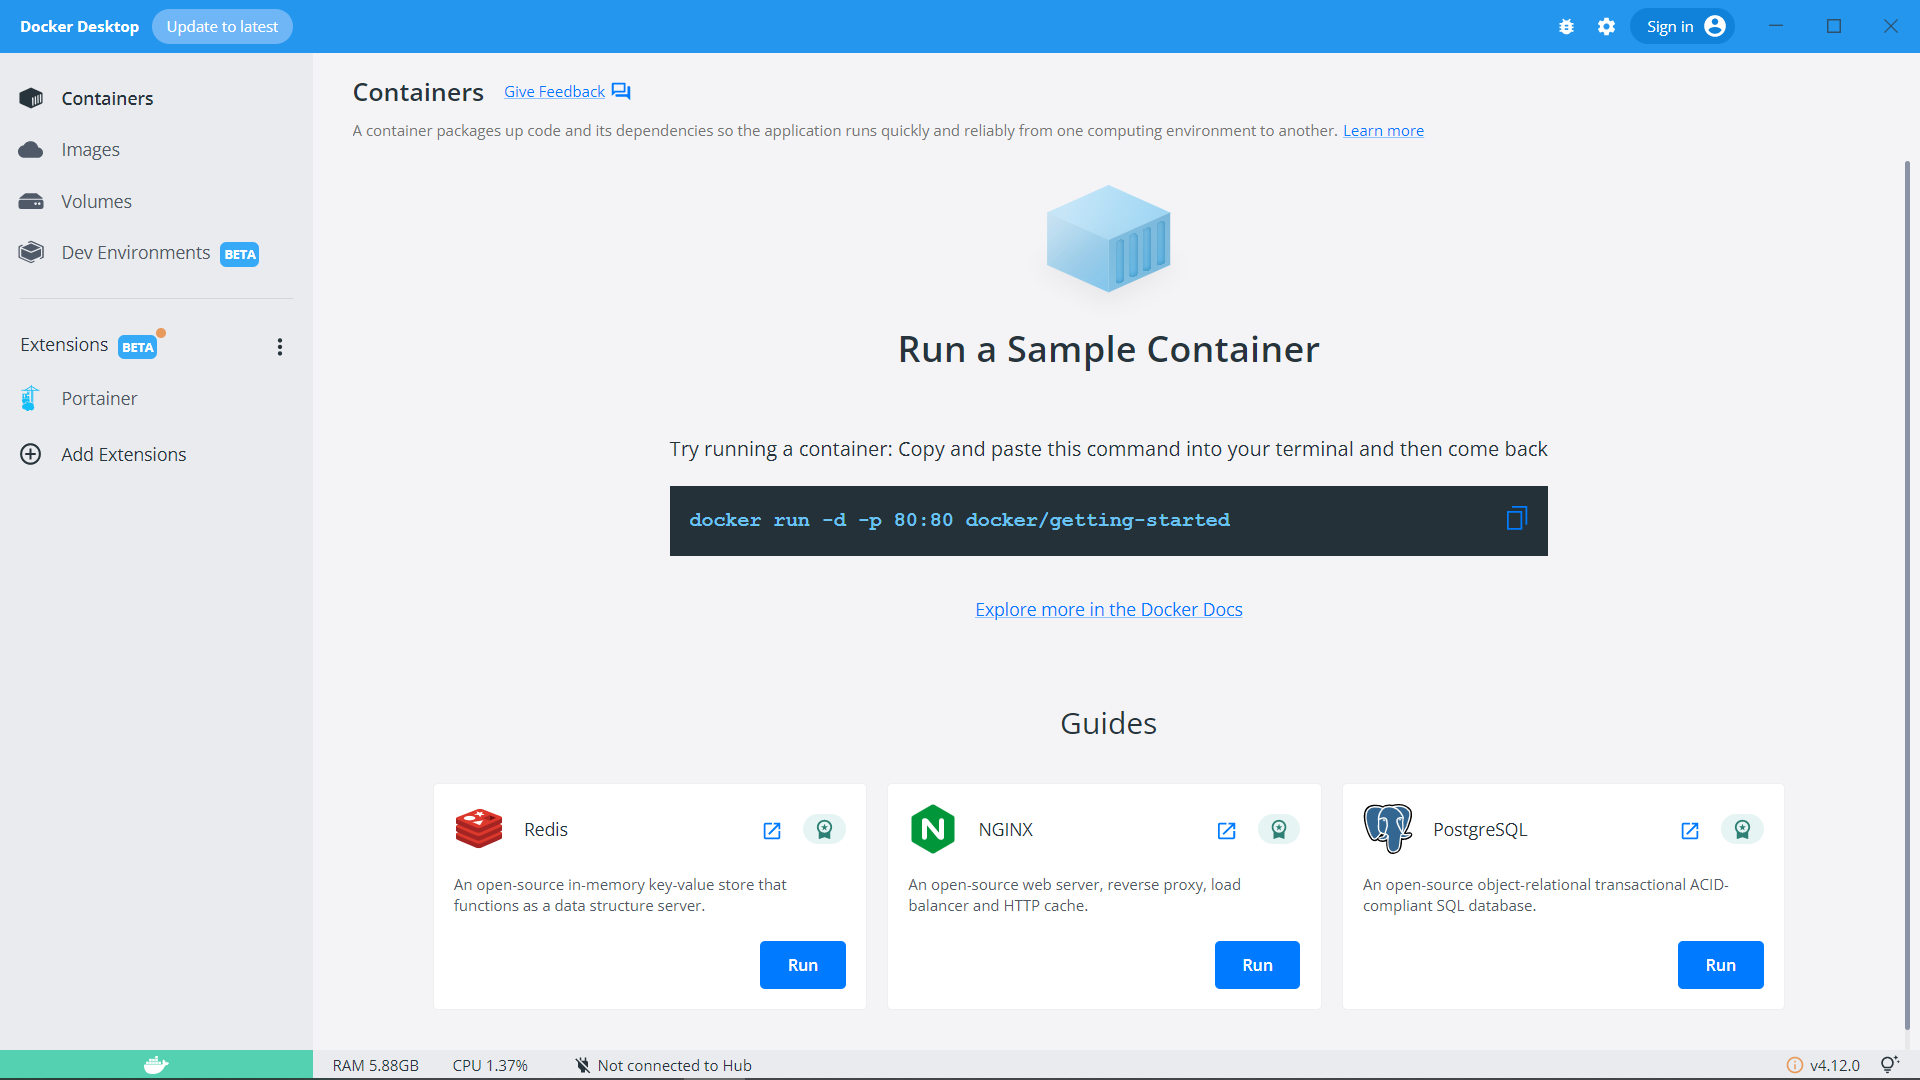 Docker Desktop
Update to latest
Sign in
Containers
Images
Volumes
Dev Environments BETA
Extensions BETA
Portainer
Add Extensions
Containers
Give Feedback
A container packages up code and its dependencies so the application runs quickly and reliably from one computing environment to another. Learn more
Run a Sample Container
Try running a container: Copy and paste this command into your terminal and then come back
docker run -d -p 80:80 docker/getting-started
Explore more in the Docker Docs
Guides
Redis
An open-source in-memory key-value store that
functions as a data structure server.
Run
NGINX
An open-source web server, reverse proxy, load
balancer and HTTP cache.
Run
PostgreSQL
An open-source object-relational transactional ACID-
compliant SQL database.
Run
RAM 5.88GB
CPU 1.37%
Not connected to Hub
v4.12.0